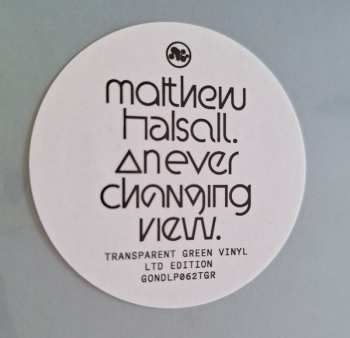 matthew
halsall.
an ever
changing
view.
TRANSPARENT GREEN VINYL
LTD EDITION
GONDLP062TGR